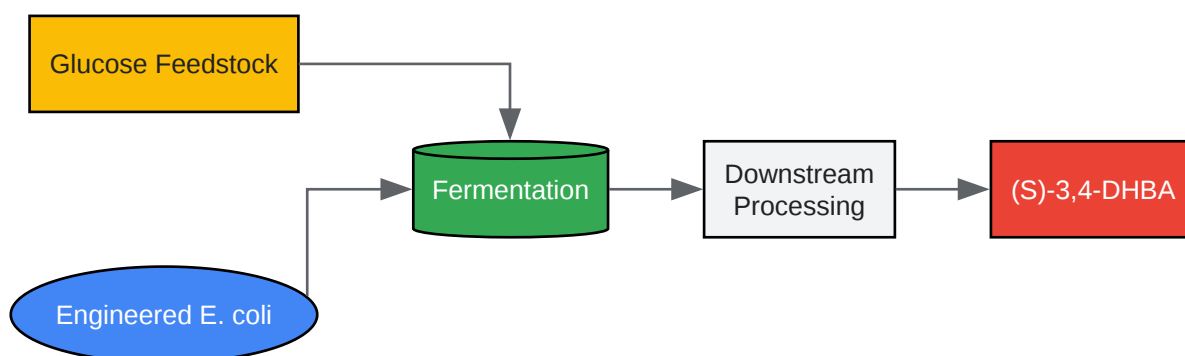 Glucose Feedstock
Fermentation
Downstream
Processing
(S)-3,4-DHBA
Engineered E. coli